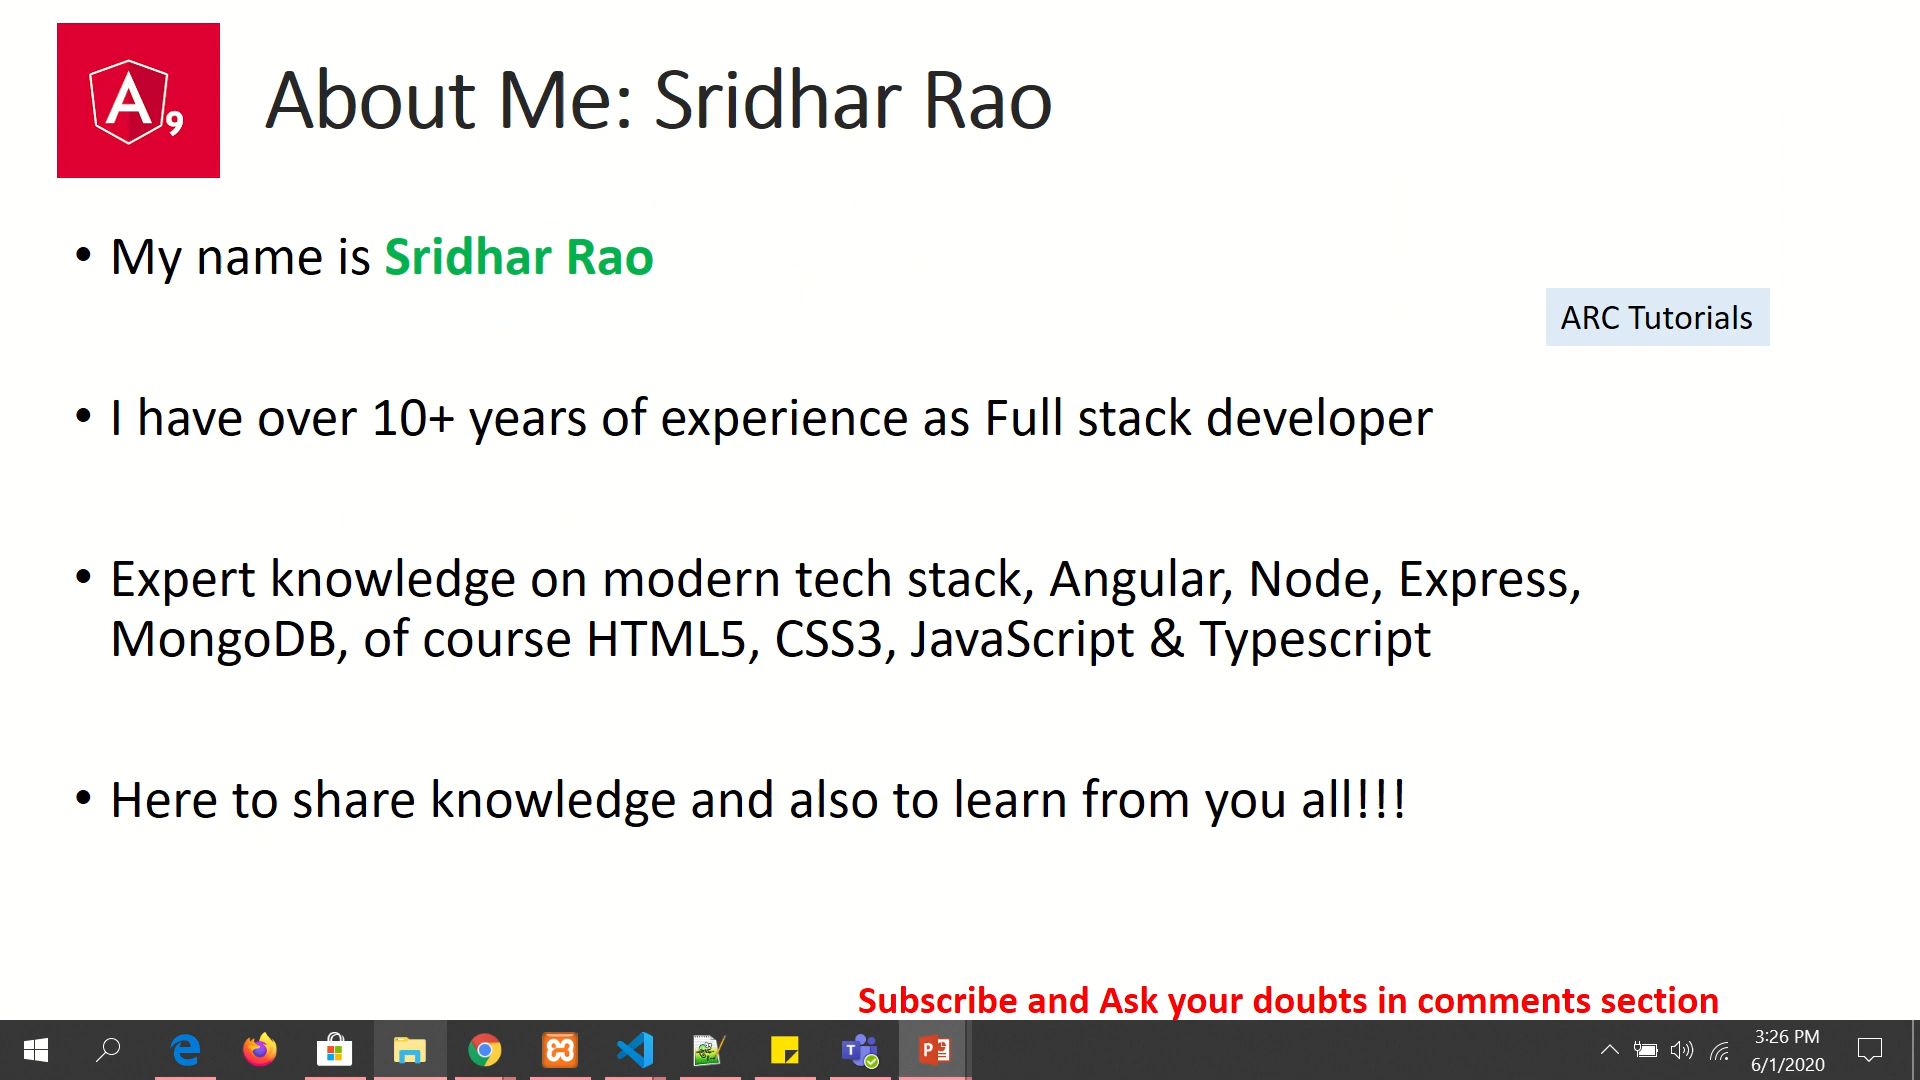 A 9
About Me: Sridhar Rao
• My name is Sridhar Rao
ARC Tutorials
• I have over 10+ years of experience as Full stack developer
• Expert knowledge on modern tech stack, Angular, Node, Express,
MongoDB, of course HTML5, CSS3, JavaScript & Typescript
• Here to share knowledge and also to learn from you all!!!
Subscribe and Ask your doubts in comments section
3:26 PM
6/1/2020